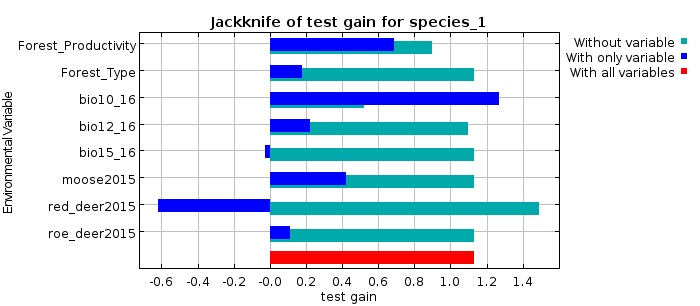 Jackknife of test gain for species_1
Environmental Variable
Forest_Productivity
Forest_Type
bio10_16
bio12_16
bio15_16
moose2015
red_deer2015
roe_deer2015
-0.6 -0.4 -0.2 0.0 0.2 0.4 0.6 0.8 1.0 1.2 1.4
test gain
Without variable
With only variable
With all variables